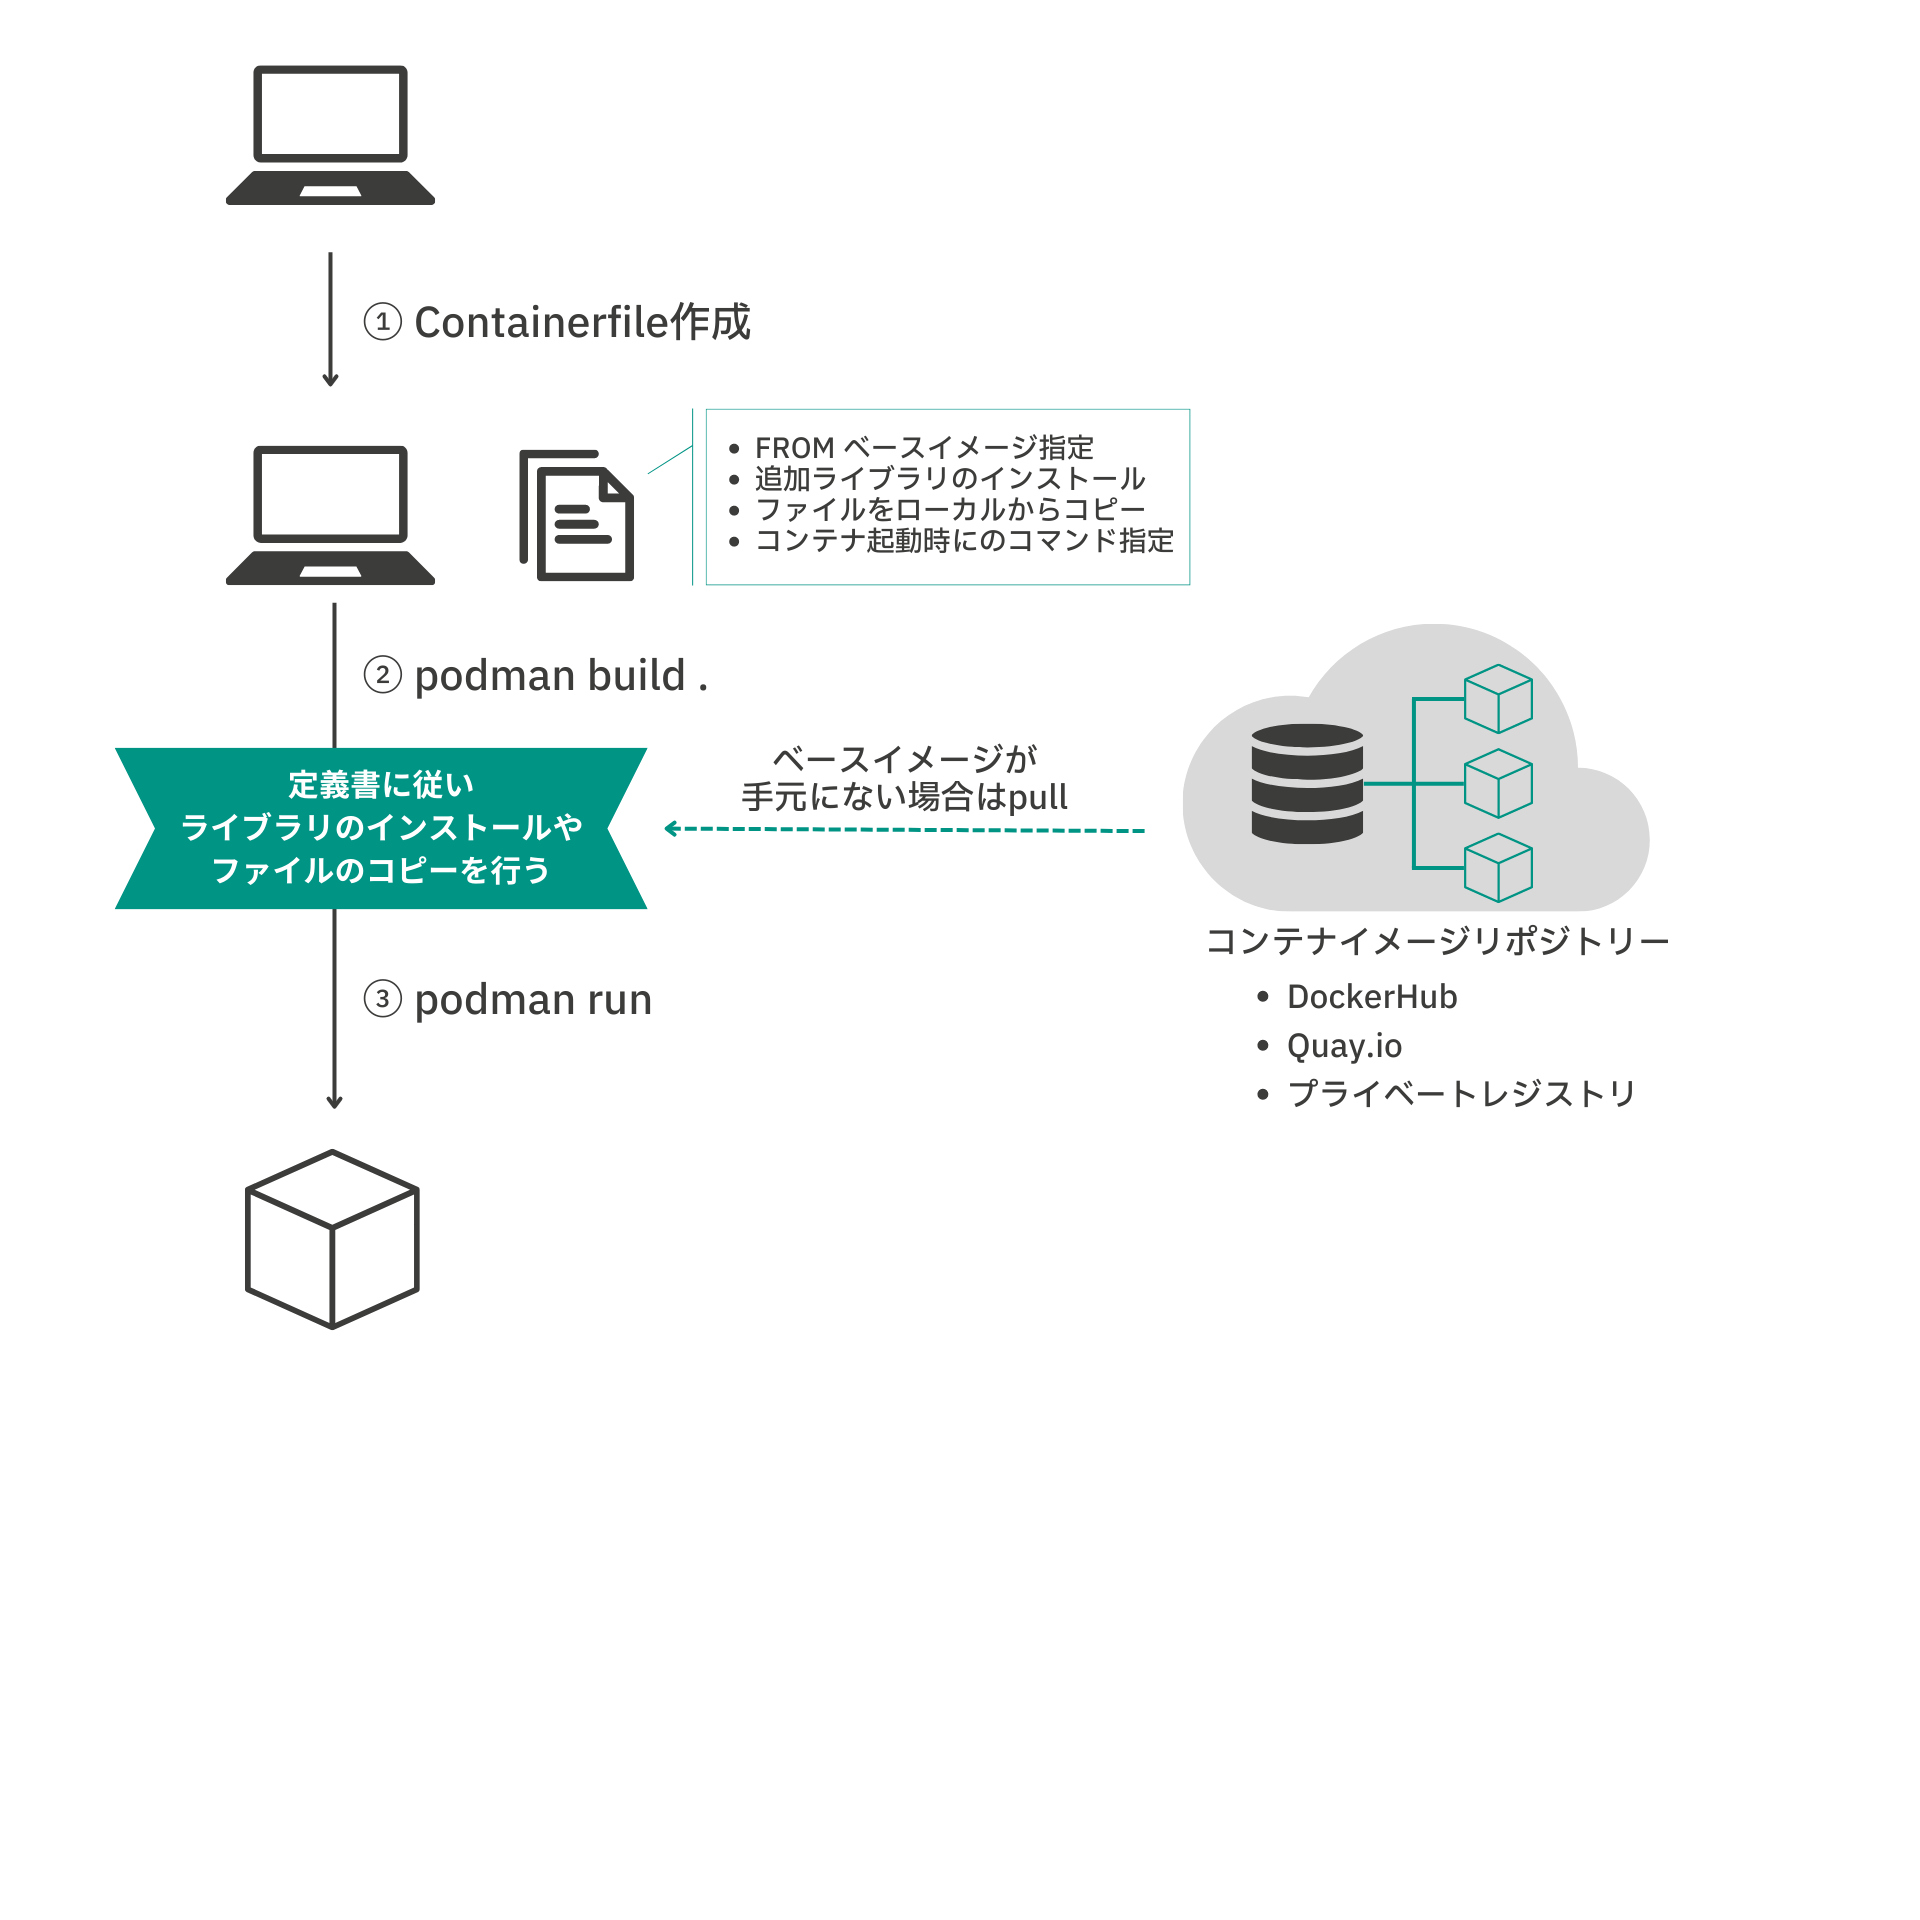 ① Containerfile作成
• FROM ベースイメージ指定
• 追加ライブラリのインストール
• ファイルをローカルからコピー
• コンテナ起動時にのコマンド指定
② podman build .
定義書に従い
ライブラリのインストールや
ファイルのコピーを行う
ベースイメージが
手元にない場合はpull
コンテナイメージリポジトリー
• DockerHub
• Quay.io
• プライベートレジストリ
③ podman run